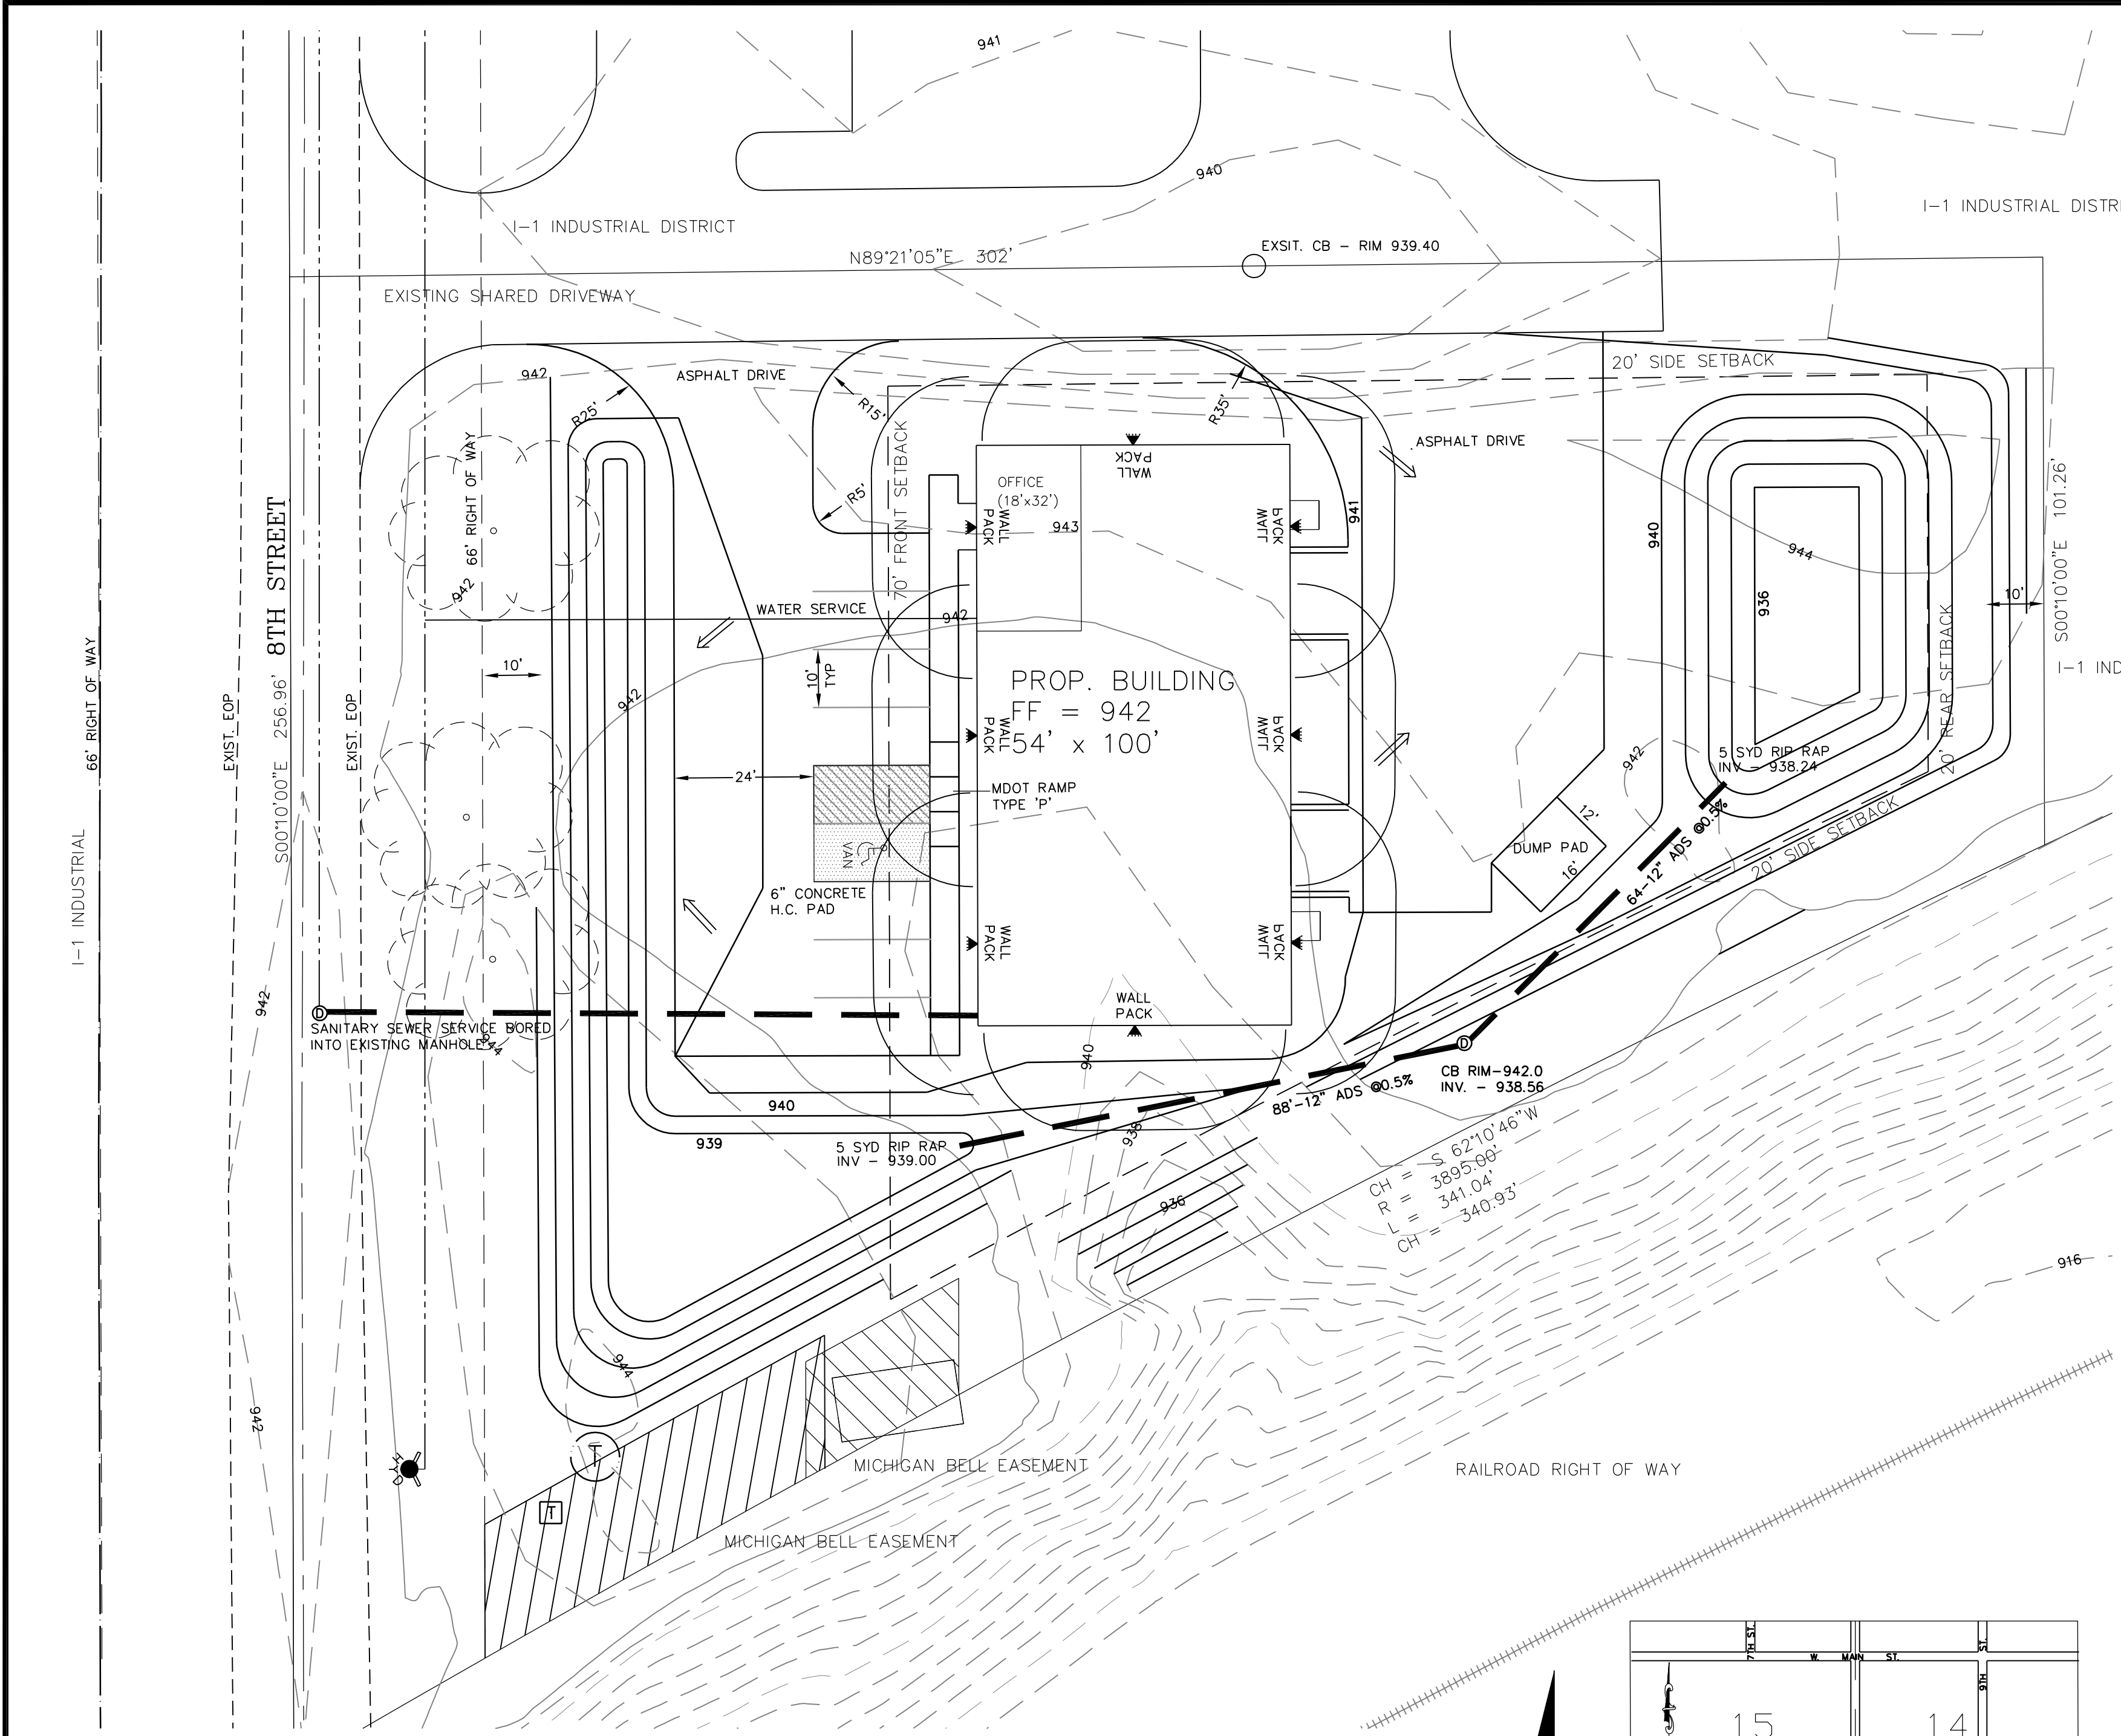 941
940
I-1 INDUSTRIAL DISTRICT
I-1 INDUSTRIAL DISTRI
N89°21'05"E 302'
EXSIT. CB - RIM 939.40
EXISTING SHARED DRIVEWAY
942
ASPHALT DRIVE
R25'
R15'
R35'
R5'
20' SIDE SETBACK
ASPHALT DRIVE
66' RIGHT OF WAY
70' FRONT SETBACK
WALL
PACK
OFFICE
(18'x32')
943
WALL
PACK
WALL
PACK
941
940
936
944
10'
S00°10'00"E 101.26'
8TH STREET
S00°10'00"E 256.96'
942
WATER SERVICE
942
10'
942
10'
TYP
PROP. BUILDING
FF = 942
54' x 100'
WALL
PACK
WALL
PACK
I-1 IND
66' RIGHT OF WAY
EXIST. EOP
EXIST. EOP
I-1 INDUSTRIAL
24'
MDOT RAMP
TYPE 'P'
VAN
6" CONCRETE
H.C. PAD
942
5 SYD RIP RAP
INV - 938.24
20' REAR SETBACK
12'
DUMP PAD
16'
64-12" ADS @0.5%
20' SIDE SETBACK
WALL
PACK
WALL
PACK
WALL
PACK
942
D
SANITARY SEWER SERVICE BORED
INTO EXISTING MANHOLE
944
940
D
CB RIM-942.0
INV. - 938.56
88'-12" ADS @0.5%
940
939
938
5 SYD RIP RAP
INV - 939.00
936
CH = S 62°10'46"W
R = 3895.00'
L = 341.04'
CH = 340.93'
916
944
942
HYD
T
T
MICHIGAN BELL EASEMENT
MICHIGAN BELL EASEMENT
RAILROAD RIGHT OF WAY
7TH ST.
W. MAIN ST.
ST.
9TH
15
14